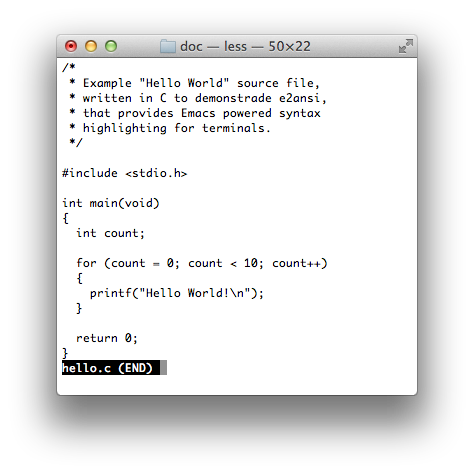 doc — less — 50×22
/*
 * Example "Hello World" source file,
 * written in C to demonstrade e2ansi,
 * that provides Emacs powered syntax
 * highlighting for terminals.
 */

#include <stdio.h>

int main(void)
{
  int count;

  for (count = 0; count < 10; count++)
  {
    printf("Hello World!\n");
  }

  return 0;
}
hello.c (END)